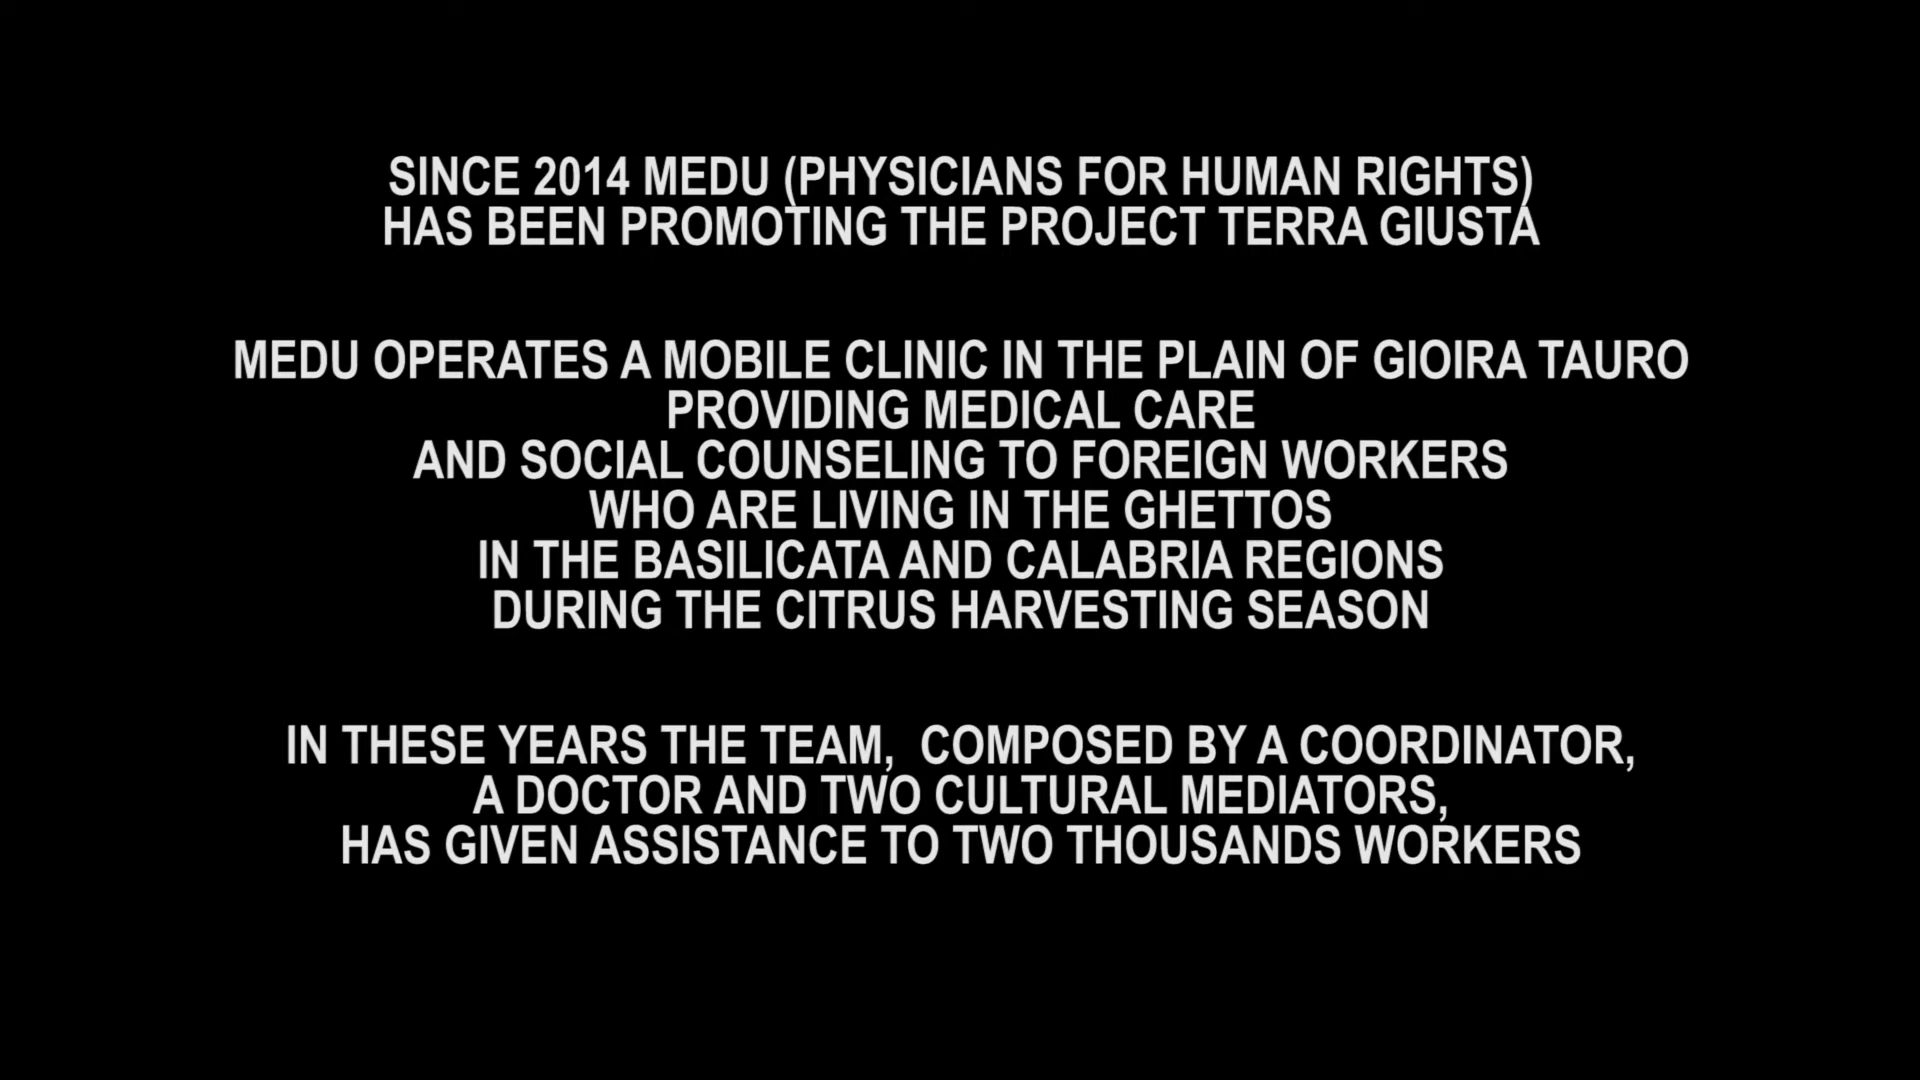 SINCE 2014 MEDU (PHYSICIANS FOR HUMAN RIGHTS)
HAS BEEN PROMOTING THE PROJECT TERRA GIUSTA
MEDU OPERATES A MOBILE CLINIC IN THE PLAIN OF GIOIRA TAURO
PROVIDING MEDICAL CARE
AND SOCIAL COUNSELING TO FOREIGN WORKERS
WHO ARE LIVING IN THE GHETTOS
IN THE BASILICATA AND CALABRIA REGIONS
DURING THE CITRUS HARVESTING SEASON
IN THESE YEARS THE TEAM,  COMPOSED BY A COORDINATOR,
A DOCTOR AND TWO CULTURAL MEDIATORS,
HAS GIVEN ASSISTANCE TO TWO THOUSANDS WORKERS